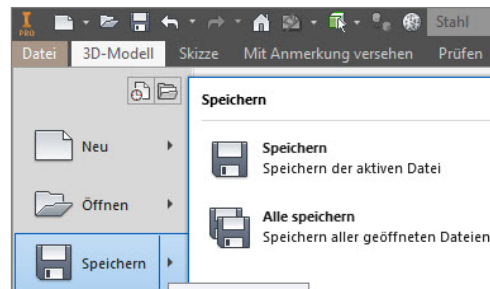 I
PRO
Stahl
Datei 3D-Modell Skizze Mit Anmerkung versehen Prüfen
Speichern
Neu
Speichern
Speichern der aktiven Datei
Öffnen
Alle speichern
Speichern aller geöffneten Dateien
Speichern